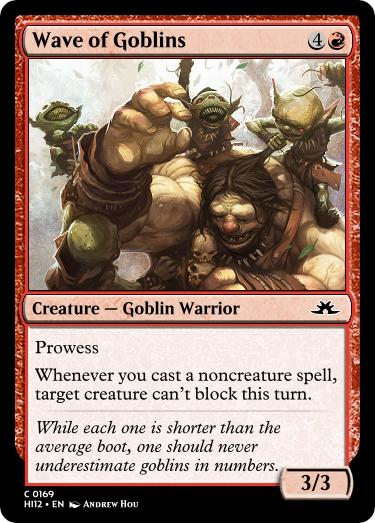 Wave of Goblins 4
Creature — Goblin Warrior
Prowess
Whenever you cast a noncreature spell,
target creature can't block this turn.
While each one is shorter than the
average boot, one should never
underestimate goblins in numbers.
3/3
C 0169
HI12 • EN Andrew Hou